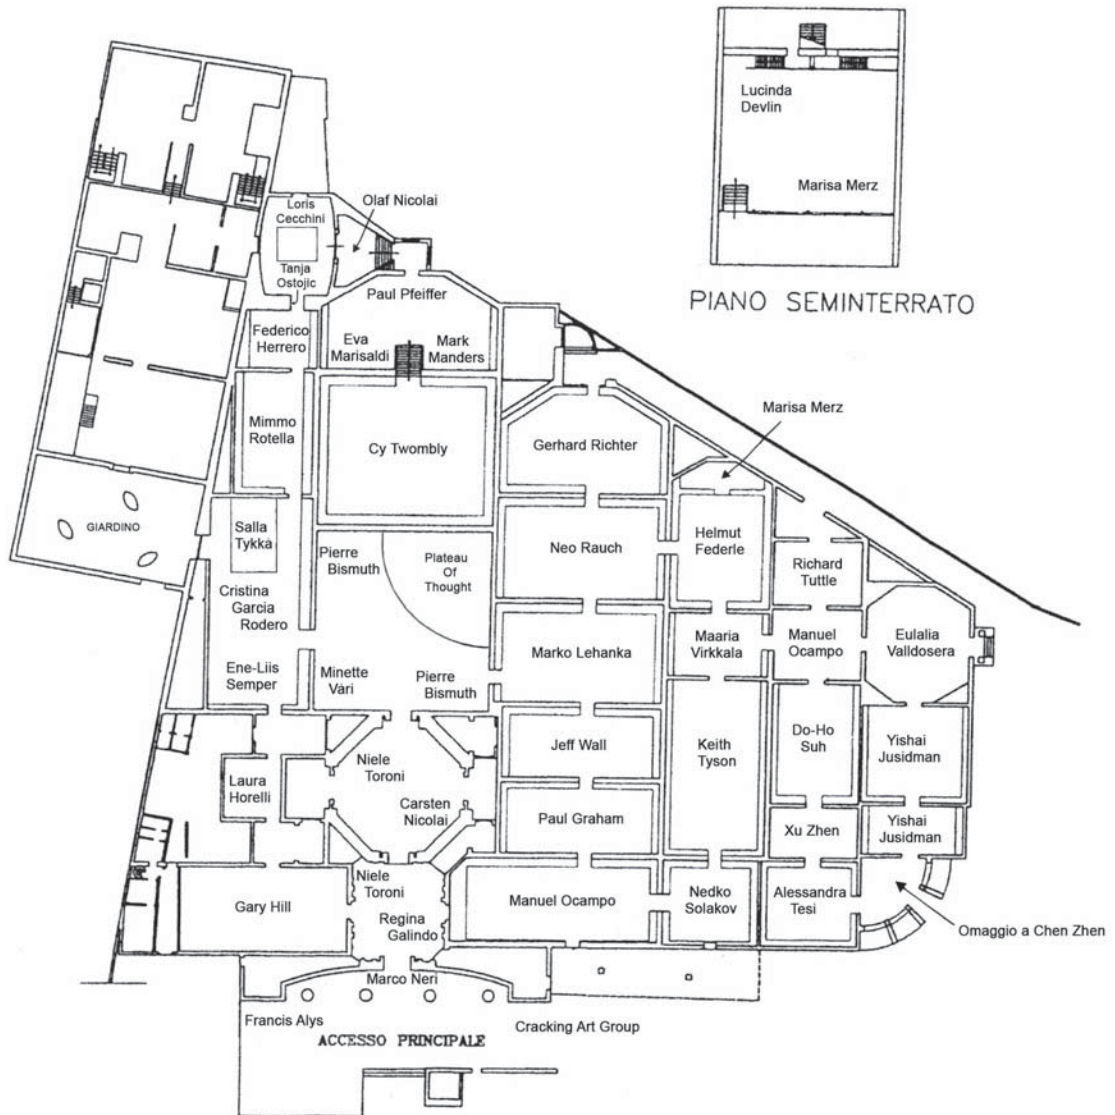 Lucinda
Devlin
Marisa Merz
PIANO SEMINTERRATO
Loris
Cecchini
Tanja
Ostojic
Olaf Nicolai
Paul Pfeiffer
Federico
Herrero
Eva
Marisaldi
Mark
Manders
Mimmo
Rotella
Cy Twombly
Gerhard Richter
Marisa Merz
GIARDINO
Salla
Tykkä
Pierre
Bismuth
Plateau
Of
Thought
Neo Rauch
Helmut
Federle
Richard
Tuttle
Cristina
Garcia
Rodero
Ene-Liis
Semper
Minette
Vári
Pierre
Bismuth
Marko Lehanka
Maaria
Virkkala
Manuel
Ocampo
Eulalia
Valldosera
Laura
Horelli
Niele
Toroni
Carsten
Nicolai
Jeff Wall
Keith
Tyson
Do-Ho
Suh
Yishai
Jusidman
Paul Graham
Xu Zhen
Yishai
Jusidman
Gary Hill
Niele
Toroni
Regina
Galindo
Manuel Ocampo
Nedko
Solakov
Alessandra
Tesi
Omaggio a Chen Zhen
Marco Neri
Francis Alys
Cracking Art Group
ACCESSO PRINCIPALE